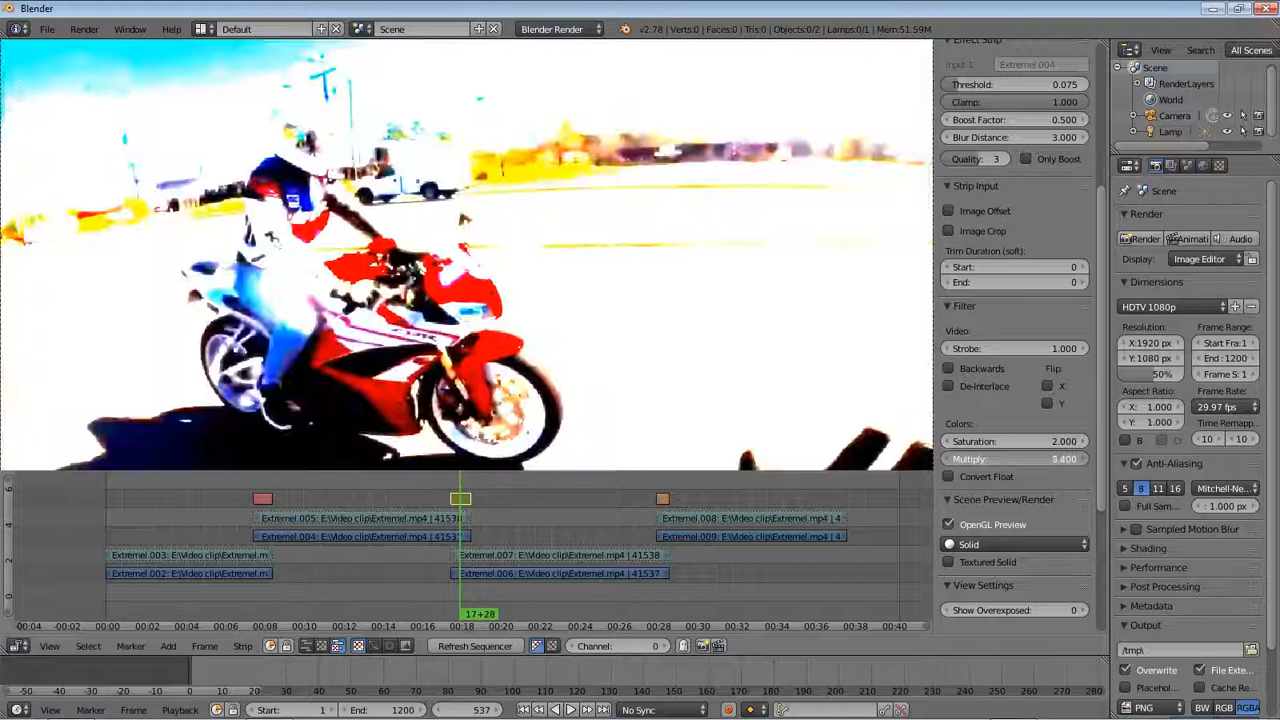 Blender
File Render Window Help Default Scene Blender Render v2.78 | Verts:0 | Faces:0 | Tris:0 | Objects:0/2 | Lamps:0/1 | Mem:51.59M
Effect Strip
Input 1 Extremel.004
Threshold: 0.075
Clamp: 1.000
Boost Factor: 0.500
Blur Distance: 3.000
Quality: 3 Only Boost
Strip Input
Image Offset
Image Crop
Trim Duration (soft):
Start: 0
End: 0
Filter
Video:
Strobe: 1.000
Backwards Flip:
De-Interlace X
Y
Colors:
Saturation: 2.000
Multiply:
Convert Float
Scene Preview/Render
OpenGL Preview
Solid
Textured Solid
View Settings
Show Overexposed: 0
View Search All Scenes
Scene
RenderLayers
World
Camera
Lamp
Scene
Render
Render Animati Audio
Display: Image Editor
Dimensions
HDTV 1080p
Resolution: Frame Range:
X:1920 px Start Fra:1
Y:1080 px End: 1200
50% Frame S: 1
Aspect Ratio: Frame Rate:
X: 1.000 29.97 fps
Y: 1.000 Time Remapp...
B Cr 10 10
Anti-Aliasing
5 8 11 16 Mitchell-Ne...
Full Sam... : 1.000 px
Sampled Motion Blur
Shading
Performance
Post Processing
Metadata
Output
/tmp\
Overwrite File Exte...
Placehol... Cache Re...
PNG BW RGB RGBA
6
4
2
0
Extremel.005: E:\Video clip\Extremel.mp4 | 41538
Extremel.008: E:\Video clip\Extremel.mp4 | 4
Extremel.004: E:\Video clip\Extremel.mp4 | 41537
Extremel.009: E:\Video clip\Extremel.mp4 | 4
Extremel.003: E:\Video clip\Extremel.m
Extremel.007: E:\Video clip\Extremel.mp4 | 41538
Extremel.002: E:\Video clip\Extremel.m
Extremel.006: E:\Video clip\Extremel.mp4 | 41537
17+28
-00:04 -00:02 00:00 00:02 00:04 00:06 00:08 00:10 00:12 00:14 00:16 00:18 00:20 00:22 00:24 00:26 00:28 00:30 00:32 00:34 00:36 00:38 00:40
View Select Marker Add Frame Strip Refresh Sequencer Channel: 0
-50 -40 -30 -20 -10 0 10 20 30 40 50 60 70 80 90 100 110 120 130 140 150 160 170 180 190 200 210 220 230 240 250 260 270 280
View Marker Frame Playback Start: 1 End: 1200 537 No Sync